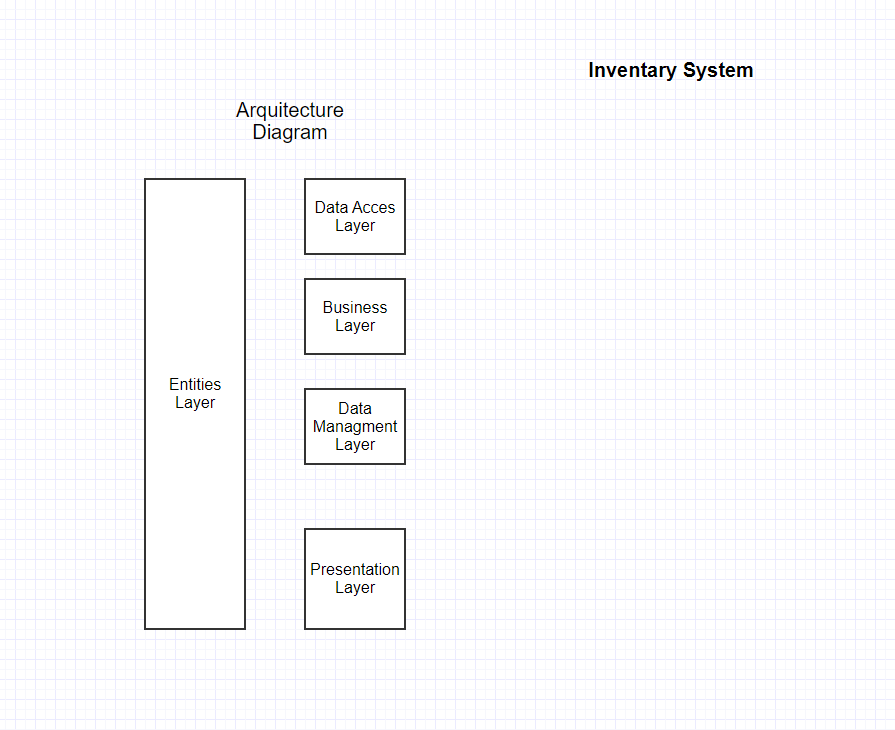 Inventary System
Arquitecture
Diagram
Data Acces
Layer
Business
Layer
Entities
Layer
Data
Managment
Layer
Presentation
Layer